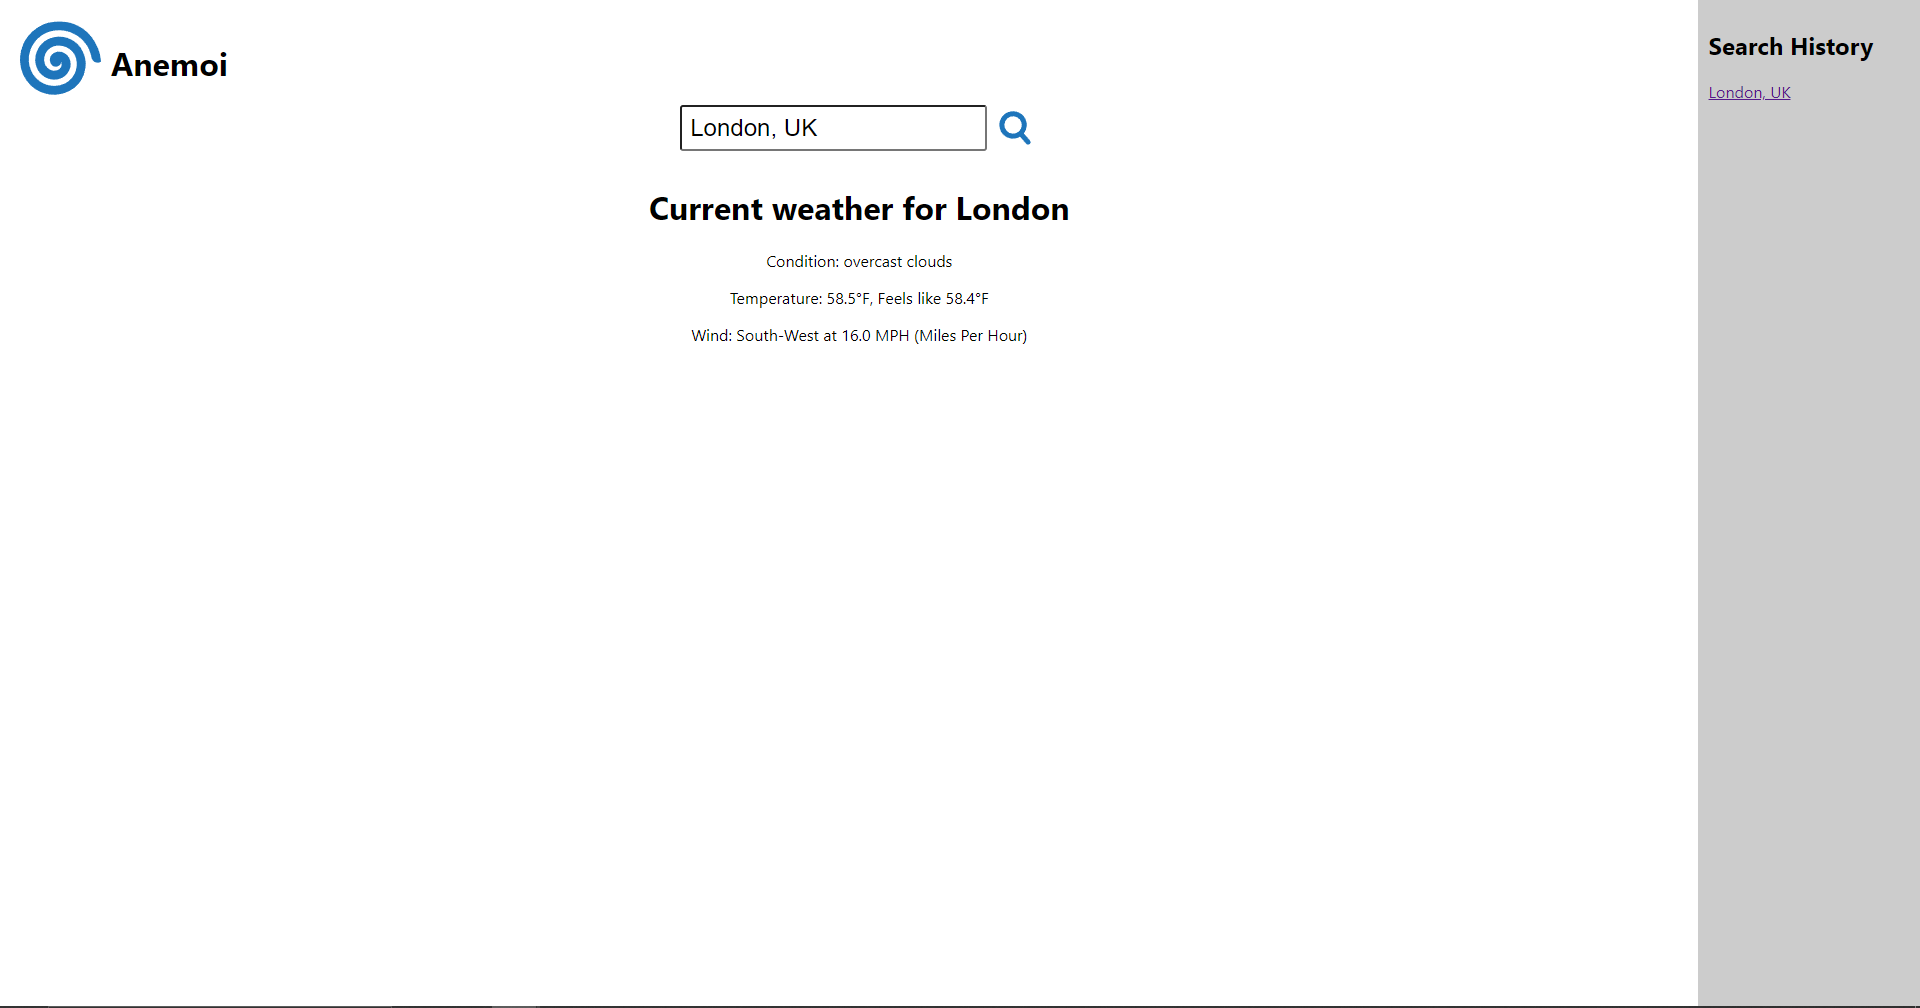 Anemoi
London, UK
Current weather for London
Condition: overcast clouds
Temperature: 58.5°F, Feels like 58.4°F
Wind: South-West at 16.0 MPH (Miles Per Hour)
Search History
London, UK